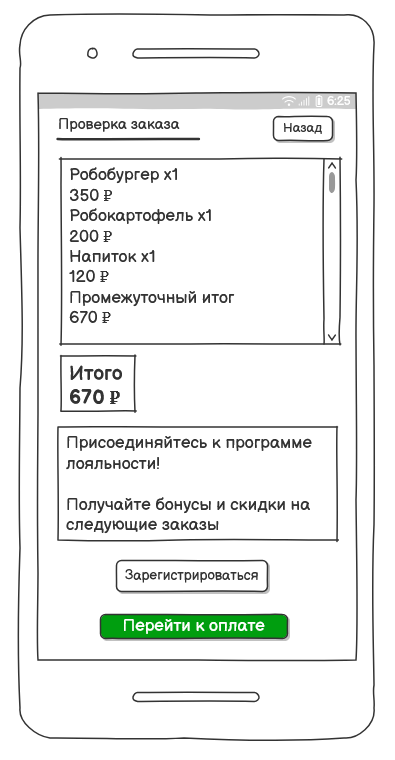 6:25
Проверка заказа
Назад
Робобургер x1
350 ₽
Робокартофель x1
200 ₽
Напиток x1
120 ₽
Промежуточный итог
670 ₽
Итого
670 ₽
Присоединяйтесь к программе
лояльности!
Получайте бонусы и скидки на
следующие заказы
Зарегистрироваться
Перейти к оплате